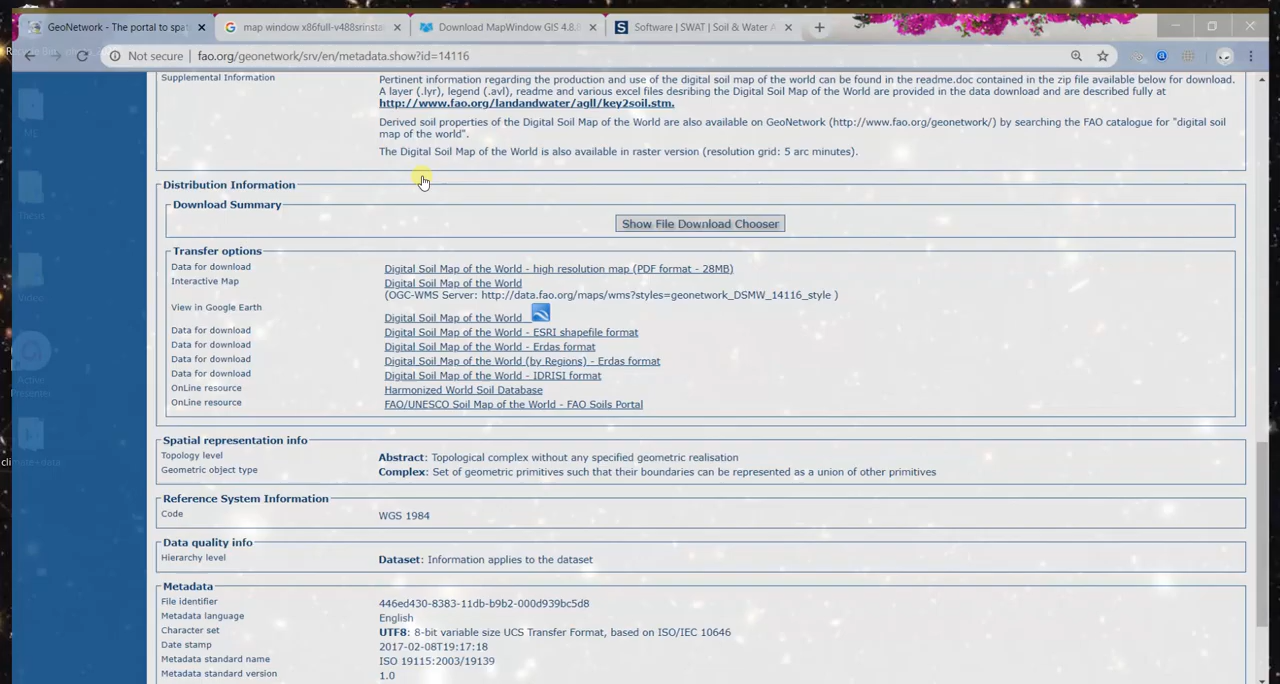 GeoNetwork - The portal to spat
map window x86full-v488srinsta
Download MapWindow GIS 4.8.8
Software | SWAT | Soil & Water A
Not secure
fao.org/geonetwork/srv/en/metadata.show?id=14116
Supplemental Information
Pertinent information regarding the production and use of the digital soil map of the world can be found in the readme.doc contained in the zip file available below for download.
A layer (.lyr), legend (.avl), readme and various excel files desribing the Digital Soil Map of the World are provided in the data download and are described fully at
http://www.fao.org/landandwater/agll/key2soil.stm.
Derived soil properties of the Digital Soil Map of the World are also available on GeoNetwork (http://www.fao.org/geonetwork/) by searching the FAO catalogue for "digital soil
map of the world".
The Digital Soil Map of the World is also available in raster version (resolution grid: 5 arc minutes).
Distribution Information
Download Summary
Show File Download Chooser
Transfer options
Data for download Digital Soil Map of the World - high resolution map (PDF format - 28MB)
Interactive Map Digital Soil Map of the World
(OGC-WMS Server: http://data.fao.org/maps/wms?styles=geonetwork_DSMW_14116_style )
View in Google Earth Digital Soil Map of the World
Data for download Digital Soil Map of the World - ESRI shapefile format
Data for download Digital Soil Map of the World - Erdas format
Data for download Digital Soil Map of the World (by Regions) - Erdas format
Data for download Digital Soil Map of the World - IDRISI format
OnLine resource Harmonized World Soil Database
OnLine resource FAO/UNESCO Soil Map of the World - FAO Soils Portal
Spatial representation info
Topology level Abstract: Topological complex without any specified geometric realisation
Geometric object type Complex: Set of geometric primitives such that their boundaries can be represented as a union of other primitives
Reference System Information
Code WGS 1984
Data quality info
Hierarchy level Dataset: Information applies to the dataset
Metadata
File identifier 446ed430-8383-11db-b9b2-000d939bc5d8
Metadata language English
Character set UTF8: 8-bit variable size UCS Transfer Format, based on ISO/IEC 10646
Date stamp 2017-02-08T19:17:18
Metadata standard name ISO 19115:2003/19139
Metadata standard version 1.0
ME
Thesis
Video
Presenter